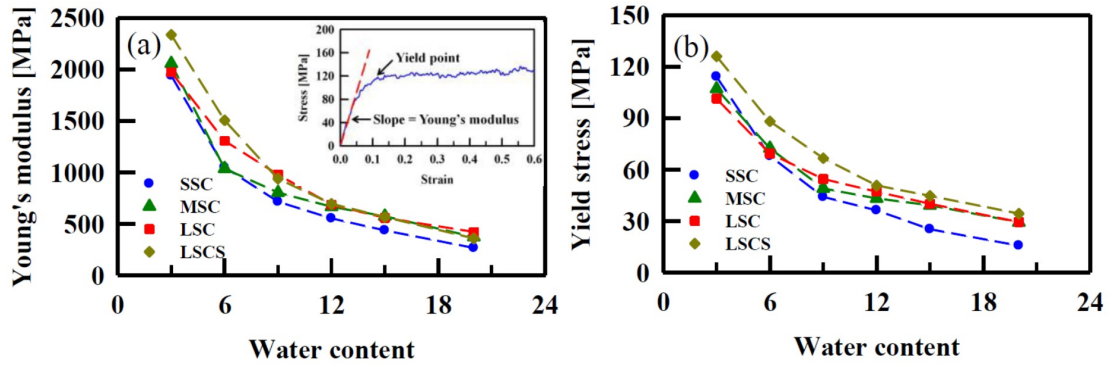 (a)
Young's modulus [MPa]
2500
2000
1500
1000
500
0
0 6 12 18 24
Water content
SSC
MSC
LSC
LSCS
Stress [MPa]
200
160
120
80
40
0
0.0 0.1 0.2 0.3 0.4 0.5 0.6
Strain
Yield point
Slope = Young's modulus
(b)
Yield stress [MPa]
150
120
90
60
30
0
0 6 12 18 24
Water content
SSC
MSC
LSC
LSCS